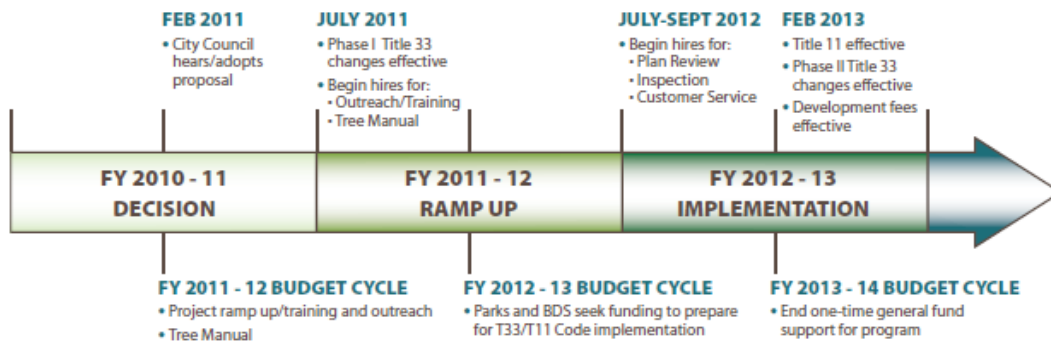 FEB 2011
• City Council
hears/adopts
proposal
JULY 2011
• Phase I Title 33
changes effective
• Begin hires for:
• Outreach/Training
• Tree Manual
JULY-SEPT 2012
• Begin hires for:
• Plan Review
• Inspection
• Customer Service
FEB 2013
• Title 11 effective
• Phase II Title 33
changes effective
• Development fees
effective
FY 2010 - 11
DECISION
FY 2011 - 12
RAMP UP
FY 2012 - 13
IMPLEMENTATION
FY 2011 - 12 BUDGET CYCLE
• Project ramp up/training and outreach
• Tree Manual
FY 2012 - 13 BUDGET CYCLE
• Parks and BDS seek funding to prepare
for T33/T11 Code implementation
FY 2013 - 14 BUDGET CYCLE
• End one-time general fund
support for program